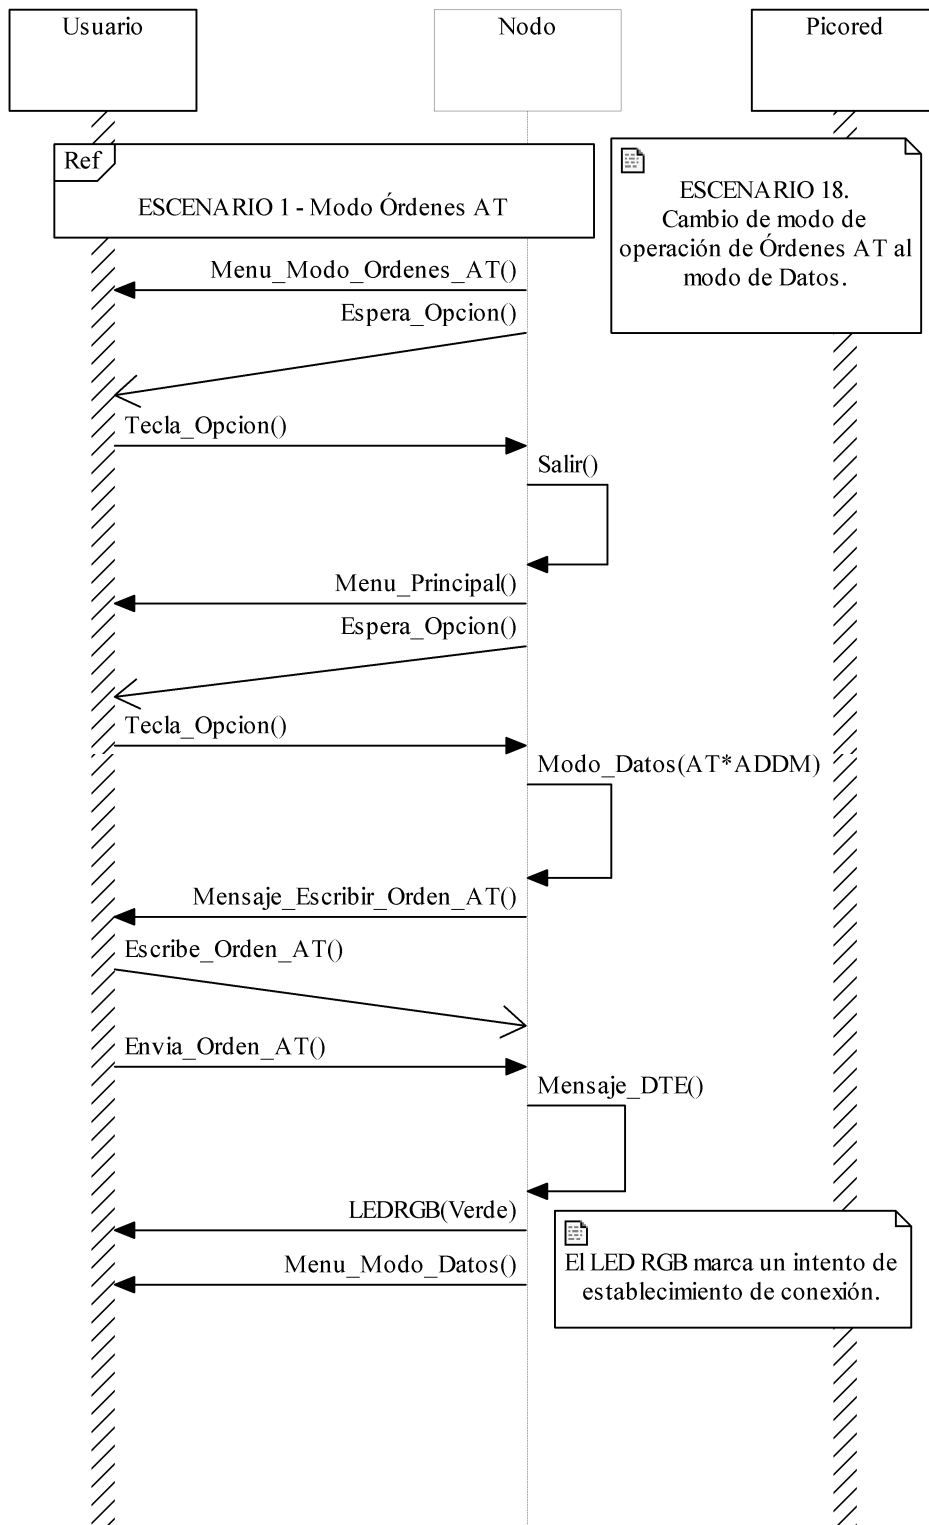 Usuario
Nodo
Picored
Ref
ESCENARIO 1 - Modo Órdenes AT
ESCENARIO 18.
Cambio de modo de
operación de Órdenes AT al
modo de Datos.
Menu_Modo_Ordenes_AT()
Espera_Opcion()
Tecla_Opcion()
Salir()
Menu_Principal()
Espera_Opcion()
Tecla_Opcion()
Modo_Datos(AT*ADDM)
Mensaje_Escribir_Orden_AT()
Escribe_Orden_AT()
Envia_Orden_AT()
Mensaje_DTE()
LEDRGB(Verde)
Menu_Modo_Datos()
El LED RGB marca un intento de
establecimiento de conexión.